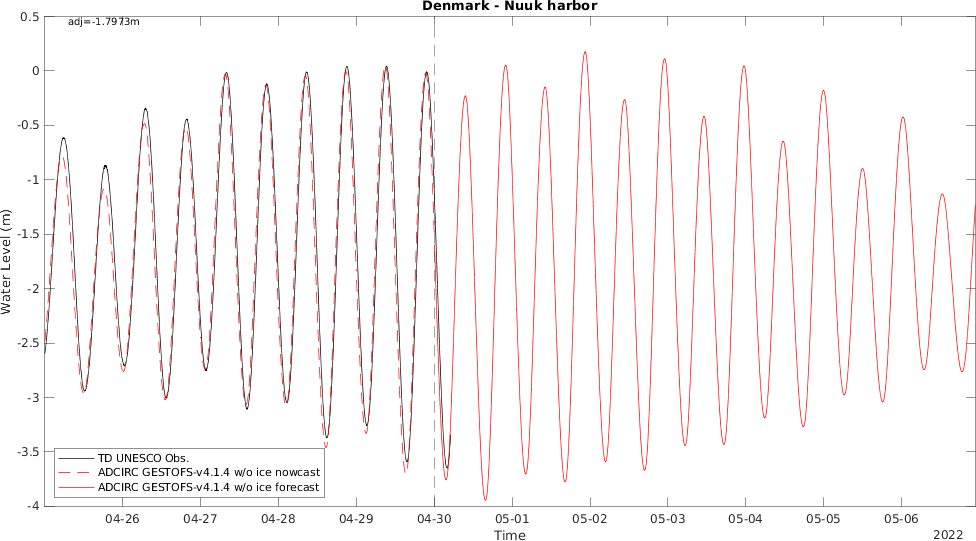 Denmark - Nuuk harbor
adj=-1.7973m
0.5
0
-0.5
-1
-1.5
-2
-2.5
-3
-3.5
-4
Water Level (m)
TD UNESCO Obs.
ADCIRC GESTOFS-v4.1.4 w/o ice nowcast
ADCIRC GESTOFS-v4.1.4 w/o ice forecast
04-26 04-27 04-28 04-29 04-30 05-01 05-02 05-03 05-04 05-05 05-06
Time
2022